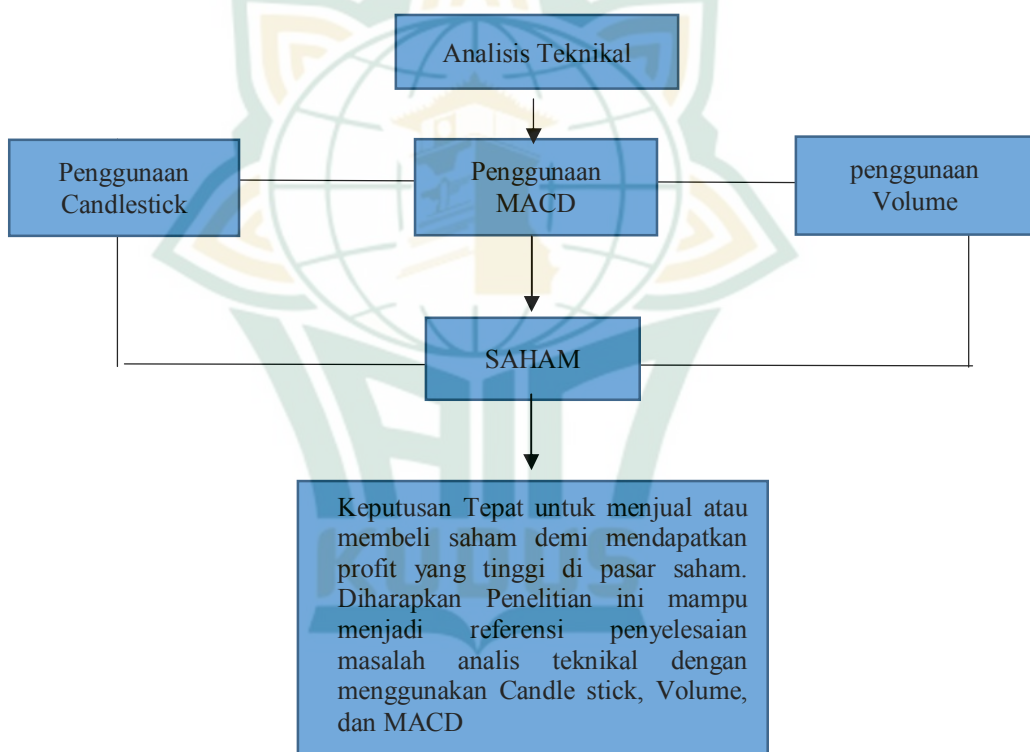 Analisis Teknikal
Penggunaan
Candlestick
Penggunaan
MACD
penggunaan
Volume
SAHAM
Keputusan Tepat untuk menjual atau
membeli saham demi mendapatkan
profit yang tinggi di pasar saham.
Diharapkan Penelitian ini mampu
menjadi referensi penyelesaian
masalah analis teknikal dengan
menggunakan Candle stick, Volume,
dan MACD
KUDUS